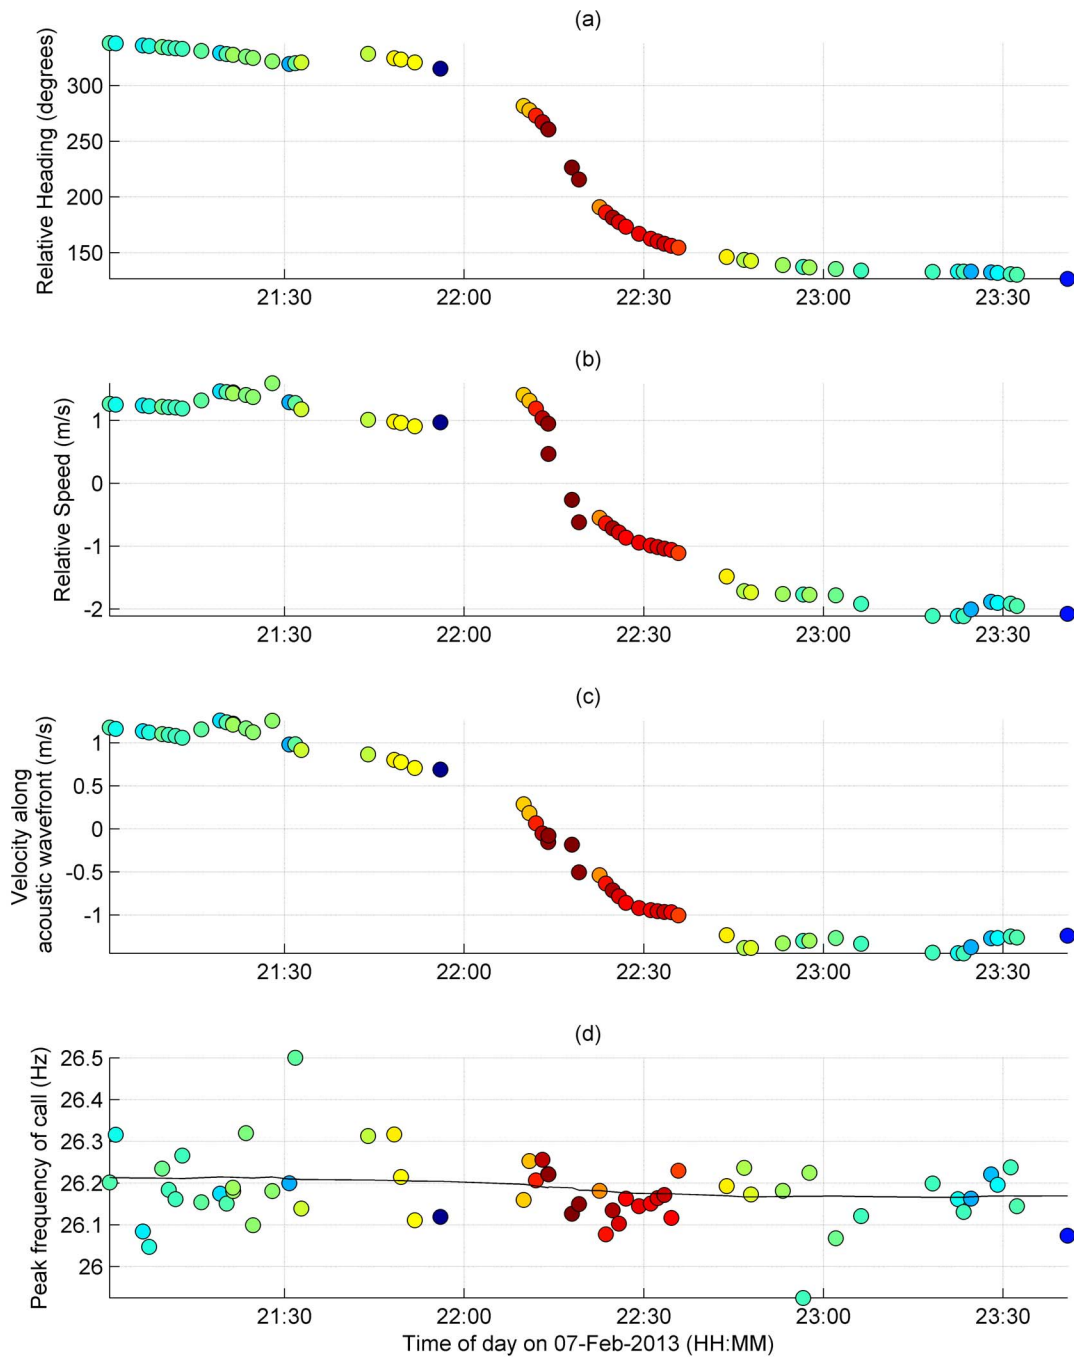 (a)
Relative Heading (degrees)
300
250
200
150
21:30 22:00 22:30 23:00 23:30
(b)
Relative Speed (m/s)
1
0
-1
-2
21:30 22:00 22:30 23:00 23:30
(c)
Velocity along
acoustic wavefront (m/s)
1
0.5
0
-0.5
-1
21:30 22:00 22:30 23:00 23:30
(d)
Peak frequency of call (Hz)
26.5
26.4
26.3
26.2
26.1
26
21:30 22:00 22:30 23:00 23:30
Time of day on 07-Feb-2013 (HH:MM)